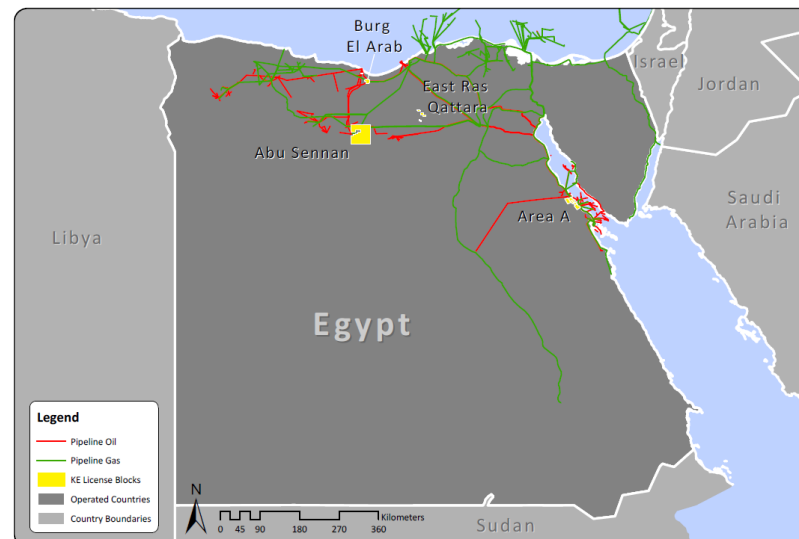 Burg
El Arab
Israel
Jordan
East Ras
Qattara
Abu Sennan
Saudi
Arabia
Area A
Libya
Egypt
Legend
Pipeline Oil
Pipeline Gas
KE License Blocks
Operated Countries
Country Boundaries
N
Kilometers
0 45 90 180 270 360
Sudan